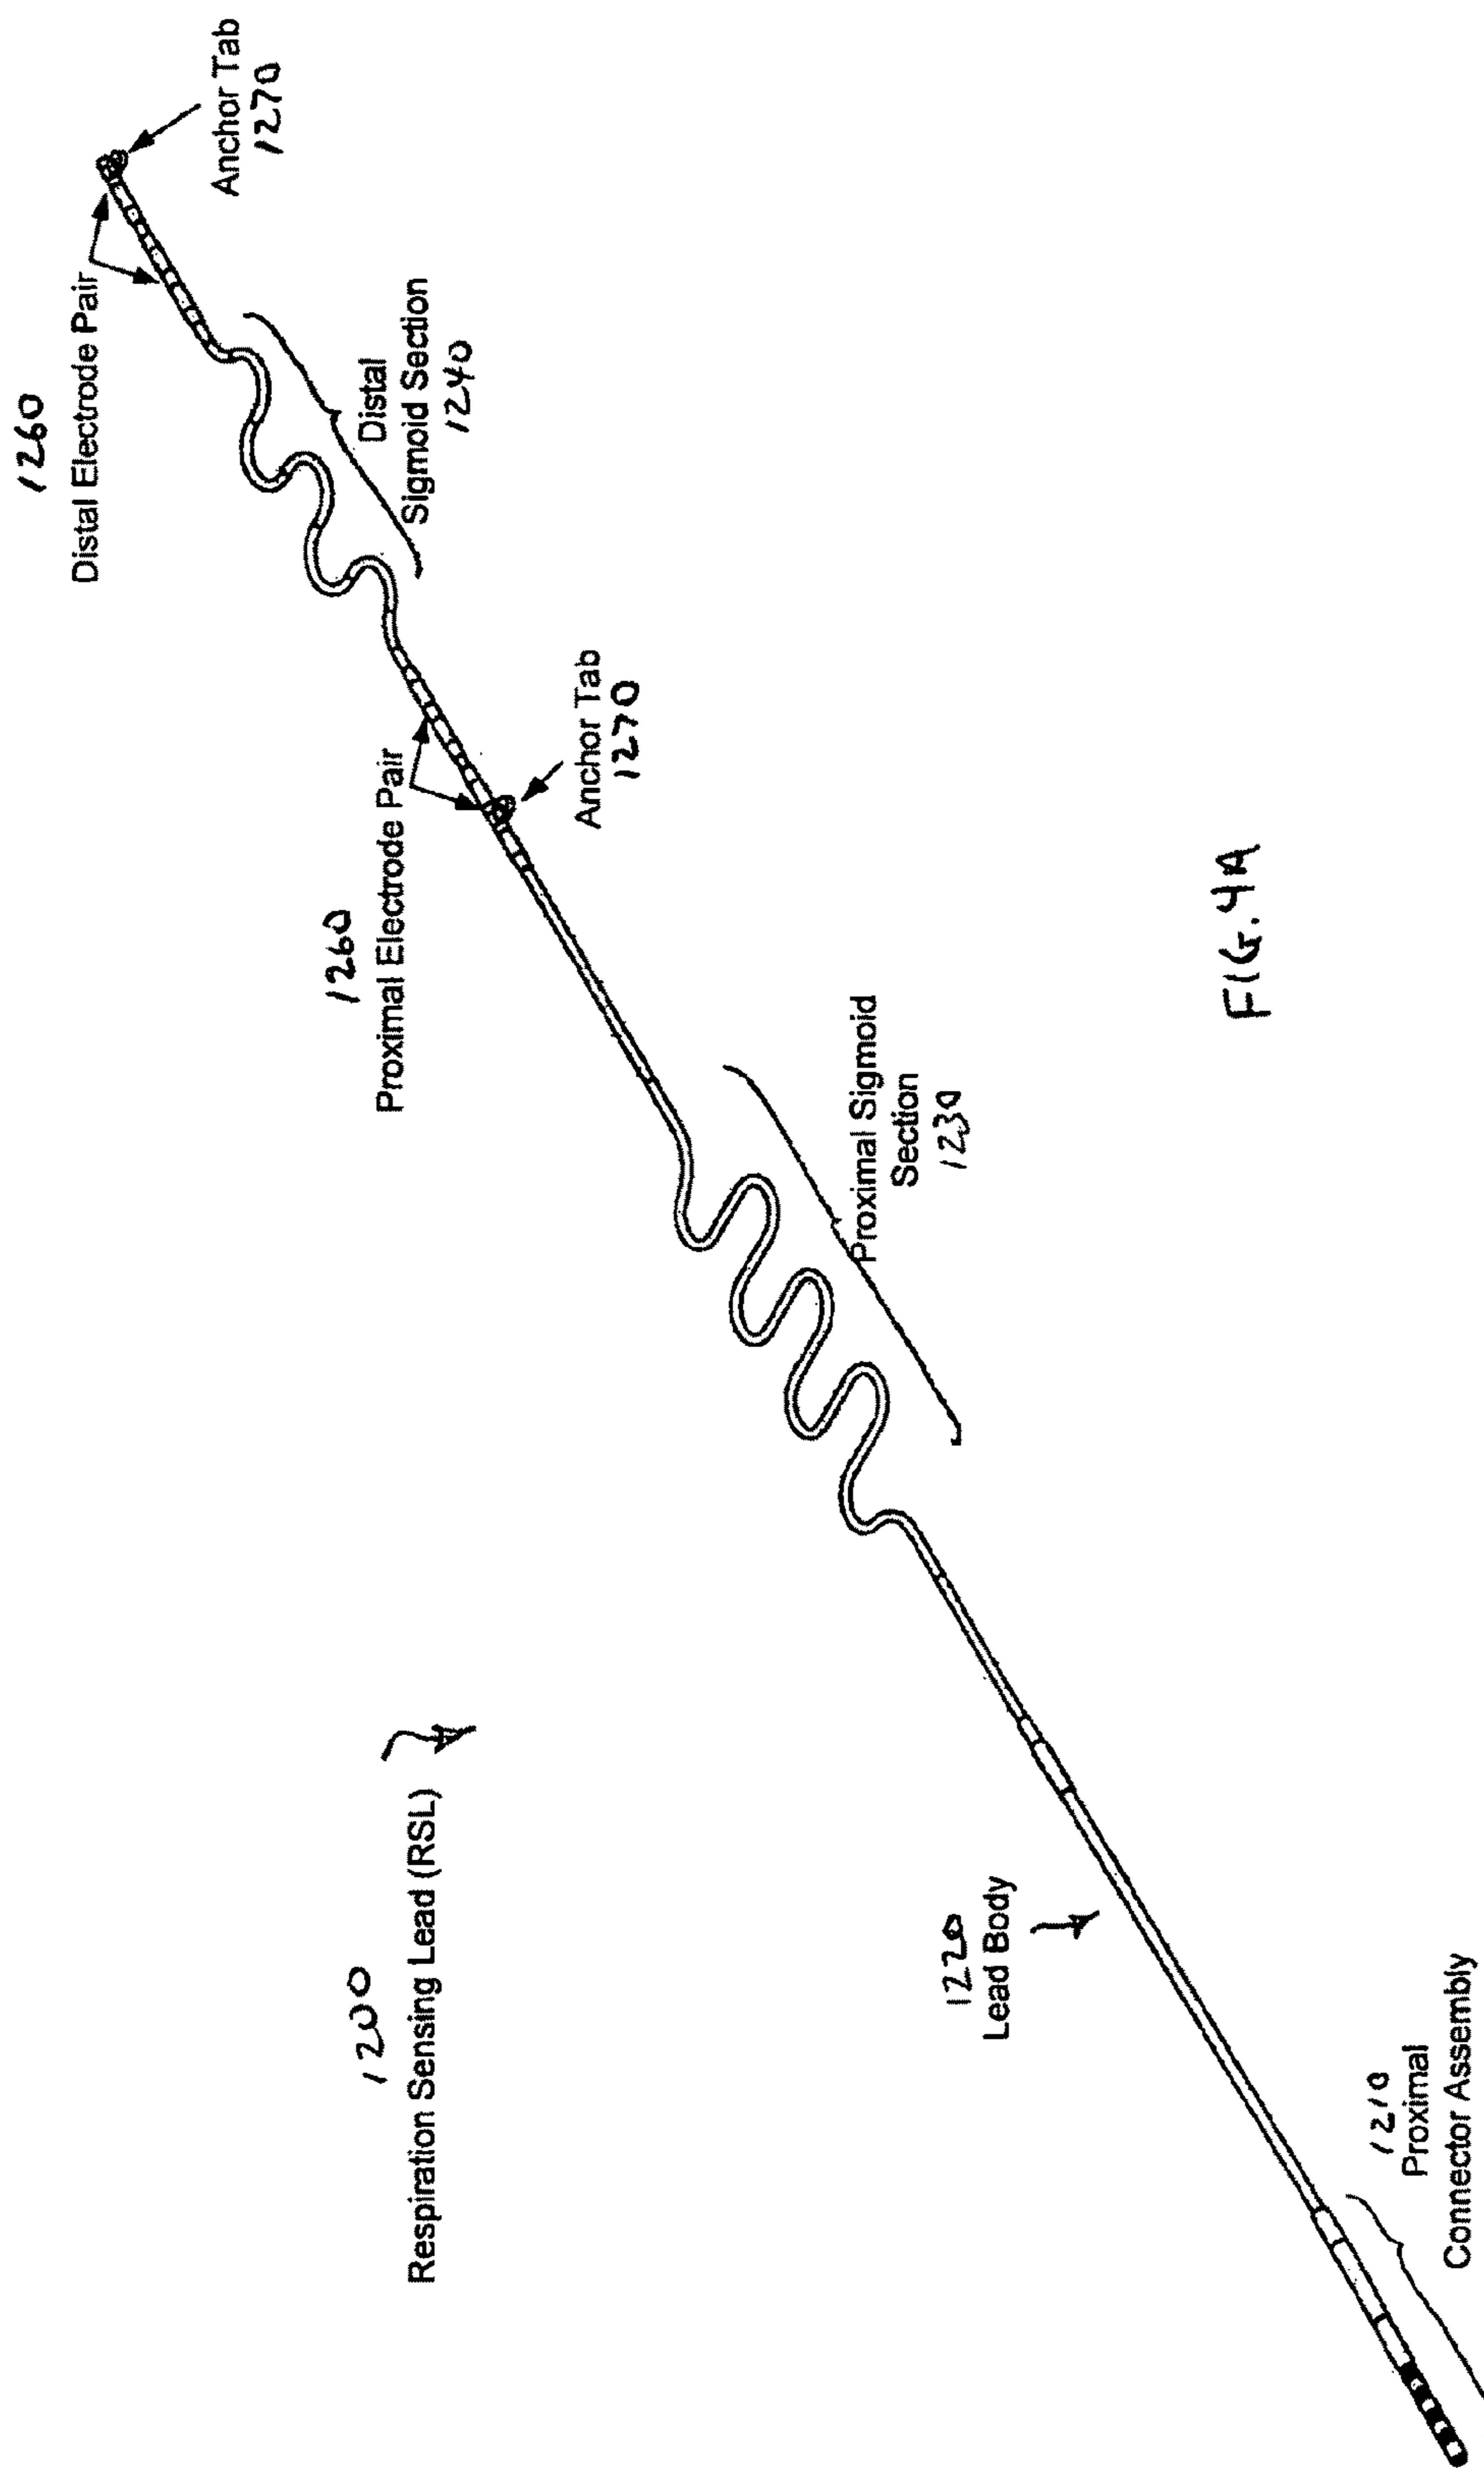 1200
Respiration Sensing Lead (RSL)
1210
Proximal
Connector Assembly
1220
Lead Body
Proximal Sigmoid
Section
1230
1260
Proximal Electrode Pair
Anchor Tab
1270
1260
Distal Electrode Pair
Distal
Sigmoid Section
1240
Anchor Tab
1270
FIG. 4A